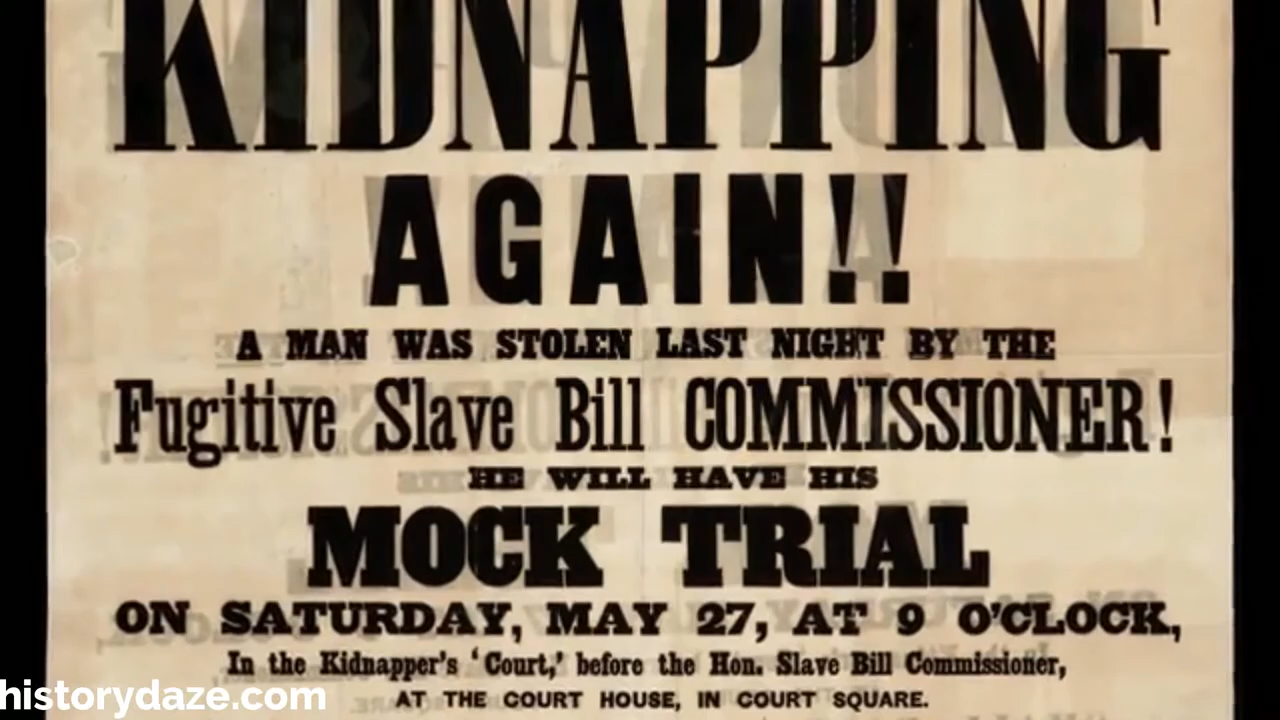 KIDNAPPING
AGAIN!!
A MAN WAS STOLEN LAST NIGHT BY THE
Fugitive Slave Bill COMMISSIONER!
HE WILL HAVE HIS
MOCK TRIAL
ON SATURDAY, MAY 27, AT 9 O'CLOCK,
In the Kidnapper's 'Court,' before the Hon. Slave Bill Commissioner,
AT THE COURT HOUSE, IN COURT SQUARE.
historydaze.com